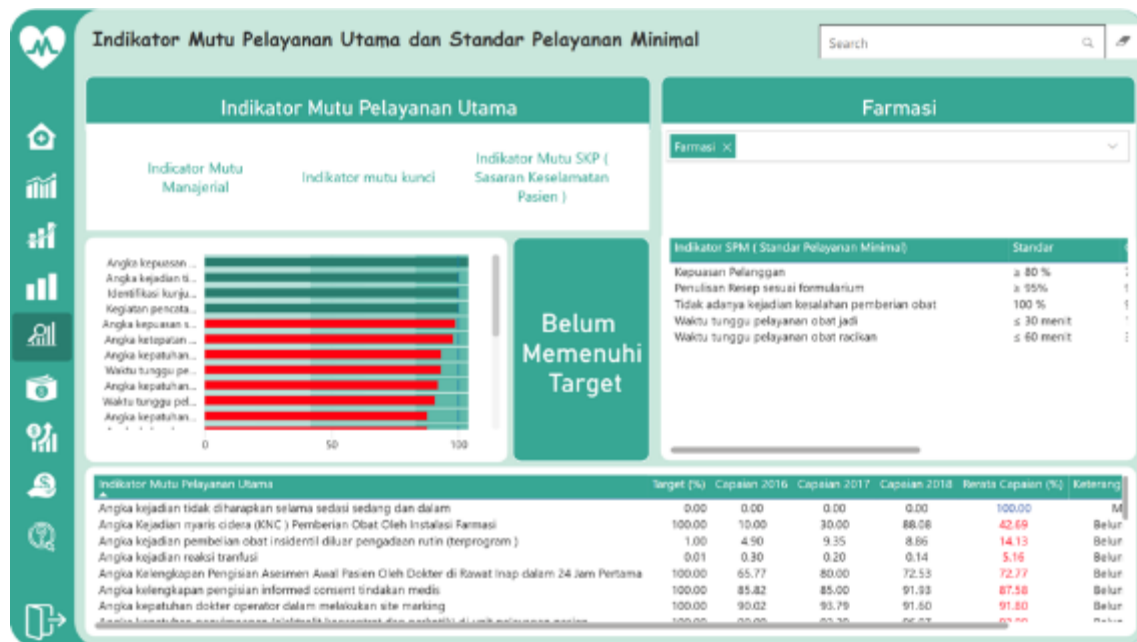 Indikator Mutu Pelayanan Utama dan Standar Pelayanan Minimal
Search
Indikator Mutu Pelayanan Utama
Farmasi
Indicator Mutu
Manajerial
Indikator mutu kunci
Indikator Mutu SKP (
Sasaran Keselamatan
Pasien )
Farmasi
Angka kepuasan ...
Angka kejadian ti...
Identifikasi kunju...
Kegiatan pencata...
Angka kepuasan s...
Angka ketepatan ...
Angka kepatuhan...
Waktu tunggu pe...
Angka kepatuhan...
Waktu tunggu pel...
Angka kepatuhan...
0 50 100
Belum
Memenuhi
Target
Indikator SPM ( Standar Pelayanan Minimal) Standar
Kepuasan Pelanggan ≥ 80 %
Penulisan Resep sesuai formularium ≥ 95%
Tidak adanya kejadian kesalahan pemberian obat 100 %
Waktu tunggu pelayanan obat jadi ≤ 30 menit
Waktu tunggu pelayanan obat racikan ≤ 60 menit
Indikator Mutu Pelayanan Utama Target (%) Capaian 2016 Capaian 2017 Capaian 2018 Rerata Capaian (%) Keterang
Angka kejadian tidak diharapkan selama sedasi sedang dan dalam 0.00 0.00 0.00 0.00 100.00 M
Angka Kejadian nyaris cidera (KNC ) Pemberian Obat Oleh Instalasi Farmasi 100.00 10.00 30.00 88.08 42.69 Belur
Angka kejadian pembelian obat insidentil diluar pengadaan rutin (terprogram ) 1.00 4.90 9.35 8.86 14.13 Belur
Angka kejadian reaksi tranfusi 0.01 0.30 0.20 0.14 5.16 Belur
Angka Kelengkapan Pengisian Asesmen Awal Pasien Oleh Dokter di Rawat Inap dalam 24 Jam Pertama 100.00 65.77 80.00 72.53 72.77 Belur
Angka kelengkapan pengisian informed consent tindakan medis 100.00 85.82 85.00 91.93 87.58 Belur
Angka kepatuhan dokter operator dalam melakukan site marking 100.00 90.02 93.79 91.60 91.80 Belur